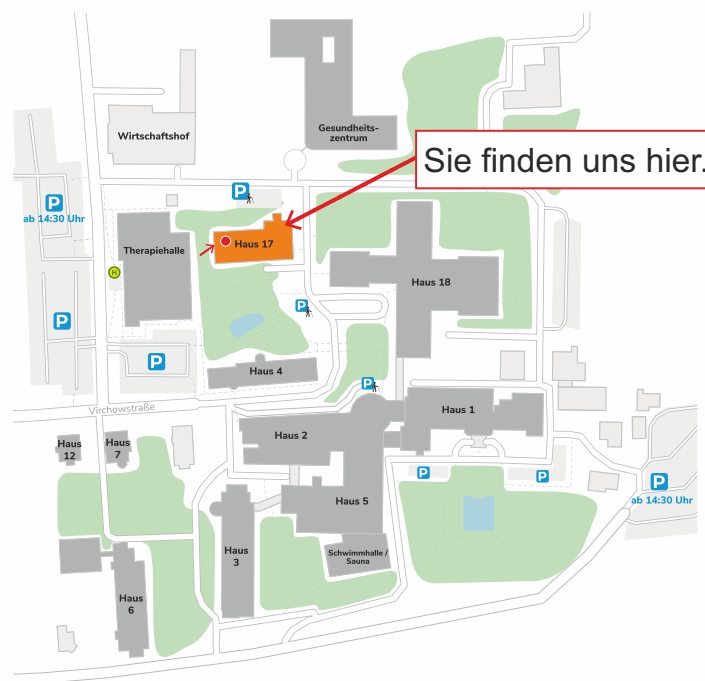 Wirtschaftshof
Gesundheits-
zentrum
Sie finden uns hier.
P
P
ab 14:30 Uhr
Therapiehalle
Haus 17
H
Haus 18
P
P
P
Haus 4
P
Virchowstraße
Haus 1
Haus 2
Haus
12
Haus
7
P
P
P
ab 14:30 Uhr
Haus 5
Haus
3
Schwimmhalle /
Sauna
Haus
6